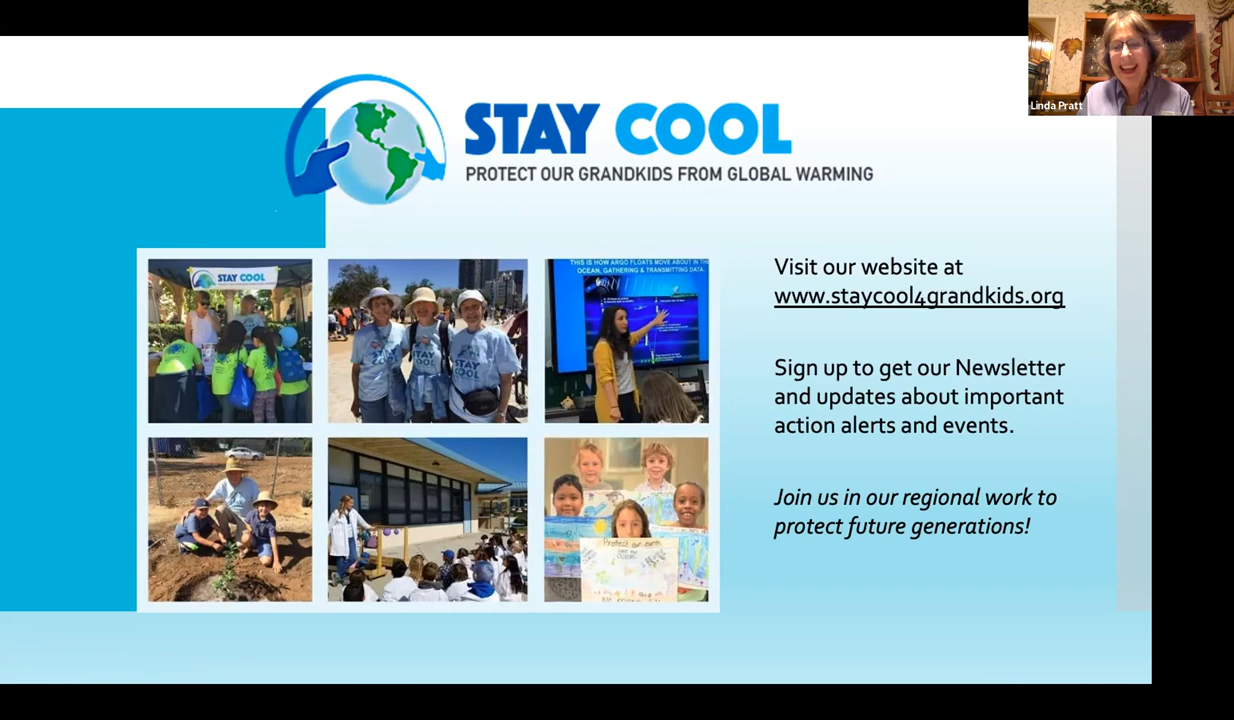 Linda Pratt
STAY COOL
PROTECT OUR GRANDKIDS FROM GLOBAL WARMING
STAY COOL
STAY
COOL
THIS IS HOW ARGO FLOATS MOVE ABOUT IN THE
OCEAN, GATHERING & TRANSMITTING DATA.
Protect our earth
Visit our website at
www.staycool4grandkids.org
Sign up to get our Newsletter
and updates about important
action alerts and events.
Join us in our regional work to
protect future generations!